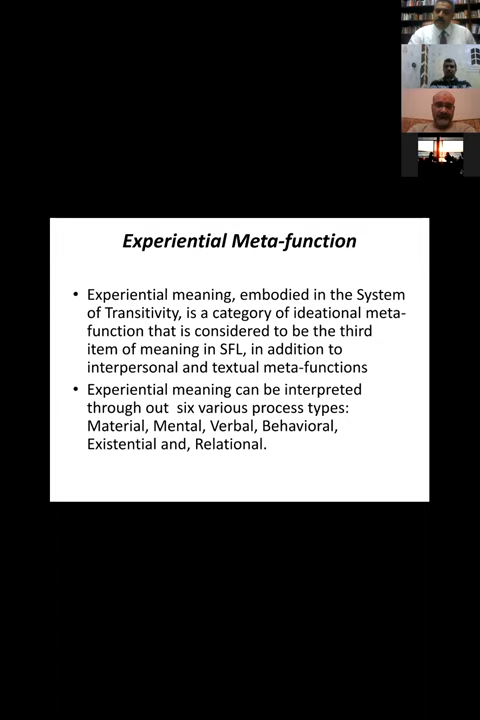 Experiential Meta-function
• Experiential meaning, embodied in the System
of Transitivity, is a category of ideational meta-
function that is considered to be the third
item of meaning in SFL, in addition to
interpersonal and textual meta-functions
• Experiential meaning can be interpreted
through out six various process types:
Material, Mental, Verbal, Behavioral,
Existential and, Relational.